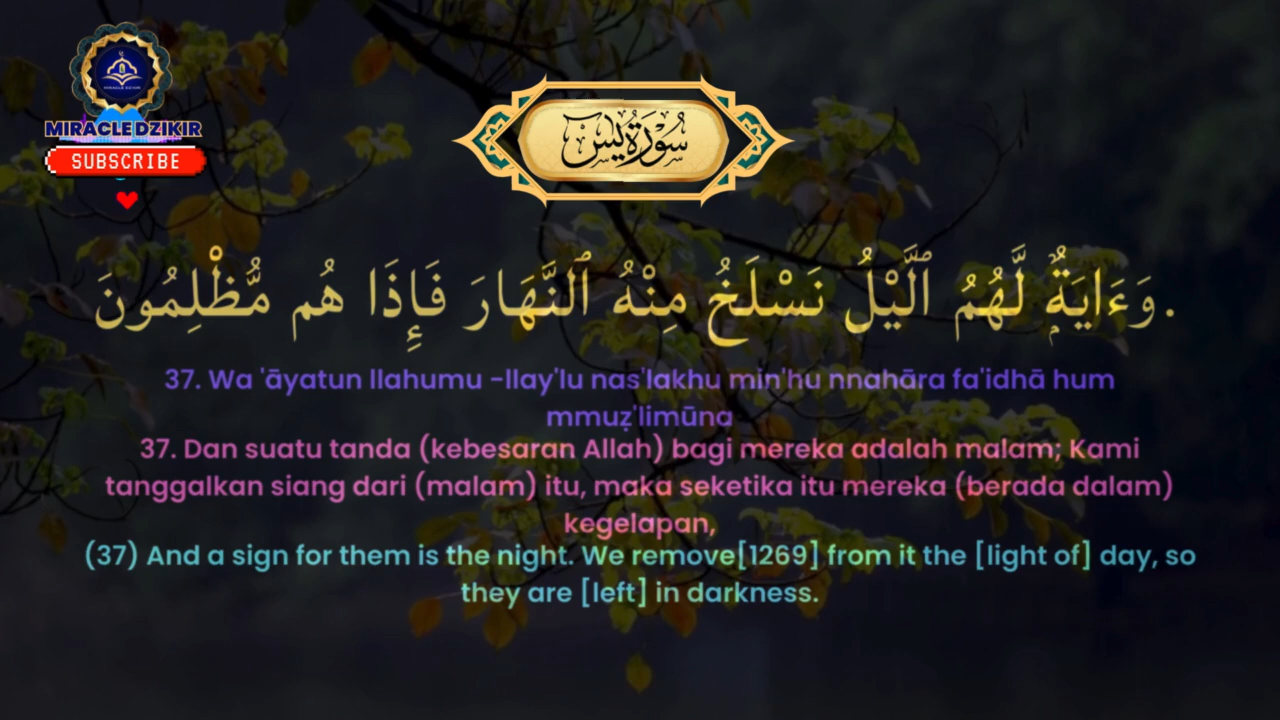 MIRACLE DZIKIR
MIRACLE DZIKIR
SUBSCRIBE
سُورَةُ يس
وَءَايَةٌ لَّهُمُ ٱلَّيْلُ نَسْلَخُ مِنْهُ ٱلنَّهَارَ فَإِذَا هُم مُّظْلِمُونَ.
37. Wa 'āyatun llahumu -llay'lu nas'lakhu min'hu nnahāra fa'idhā hum
mmuẓ'limūna
37. Dan suatu tanda (kebesaran Allah) bagi mereka adalah malam; Kami
tanggalkan siang dari (malam) itu, maka seketika itu mereka (berada dalam)
kegelapan,
(37) And a sign for them is the night. We remove[1269] from it the [light of] day, so
they are [left] in darkness.